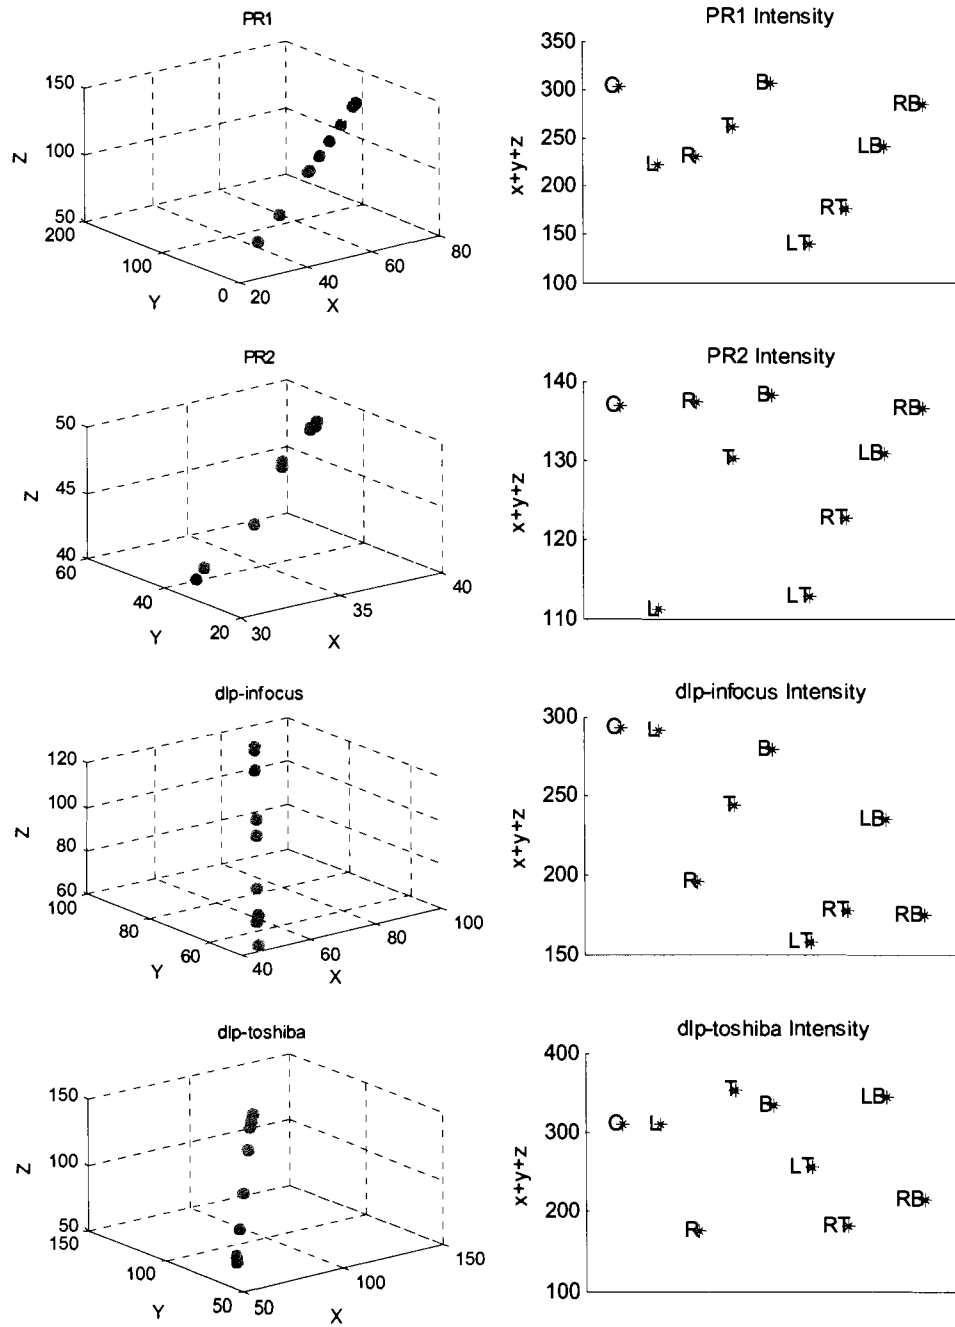 PR1
150
100
50
200
100
0
20
40
60
80
Z
Y
X
PR1 Intensity
350
300
250
200
150
100
x+y+z
C
L
R
T
B
LT
RT
LB
RB
PR2
50
45
40
60
40
20
30
35
40
Z
Y
X
PR2 Intensity
140
130
120
110
x+y+z
C
L
R
T
B
LT
RT
LB
RB
dlp-infocus
120
100
80
60
100
80
60
40
60
80
100
Z
Y
X
dlp-infocus Intensity
300
250
200
150
x+y+z
C
L
R
T
B
LT
RT
LB
RB
dlp-toshiba
150
100
50
150
100
50
50
100
150
Z
Y
X
dlp-toshiba Intensity
400
300
200
100
x+y+z
C
L
R
T
B
LT
RT
LB
RB